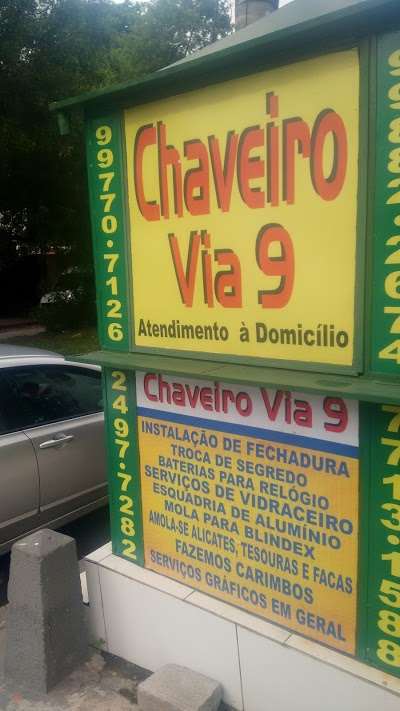 Chaveiro
Via 9
Atendimento à Domicílio
99770·7126
Chaveiro Via 9
INSTALAÇÃO DE FECHADURA
TROCA DE SEGREDO
BATERIAS PARA RELÓGIO
SERVIÇOS DE VIDRACEIRO
ESQUADRIA DE ALUMÍNIO
MOLA PARA BLINDEX
AMOLA-SE ALICATES, TESOURAS E FACAS
FAZEMOS CARIMBOS
SERVIÇOS GRÁFICOS EM GERAL
2497·7282
7713·1588